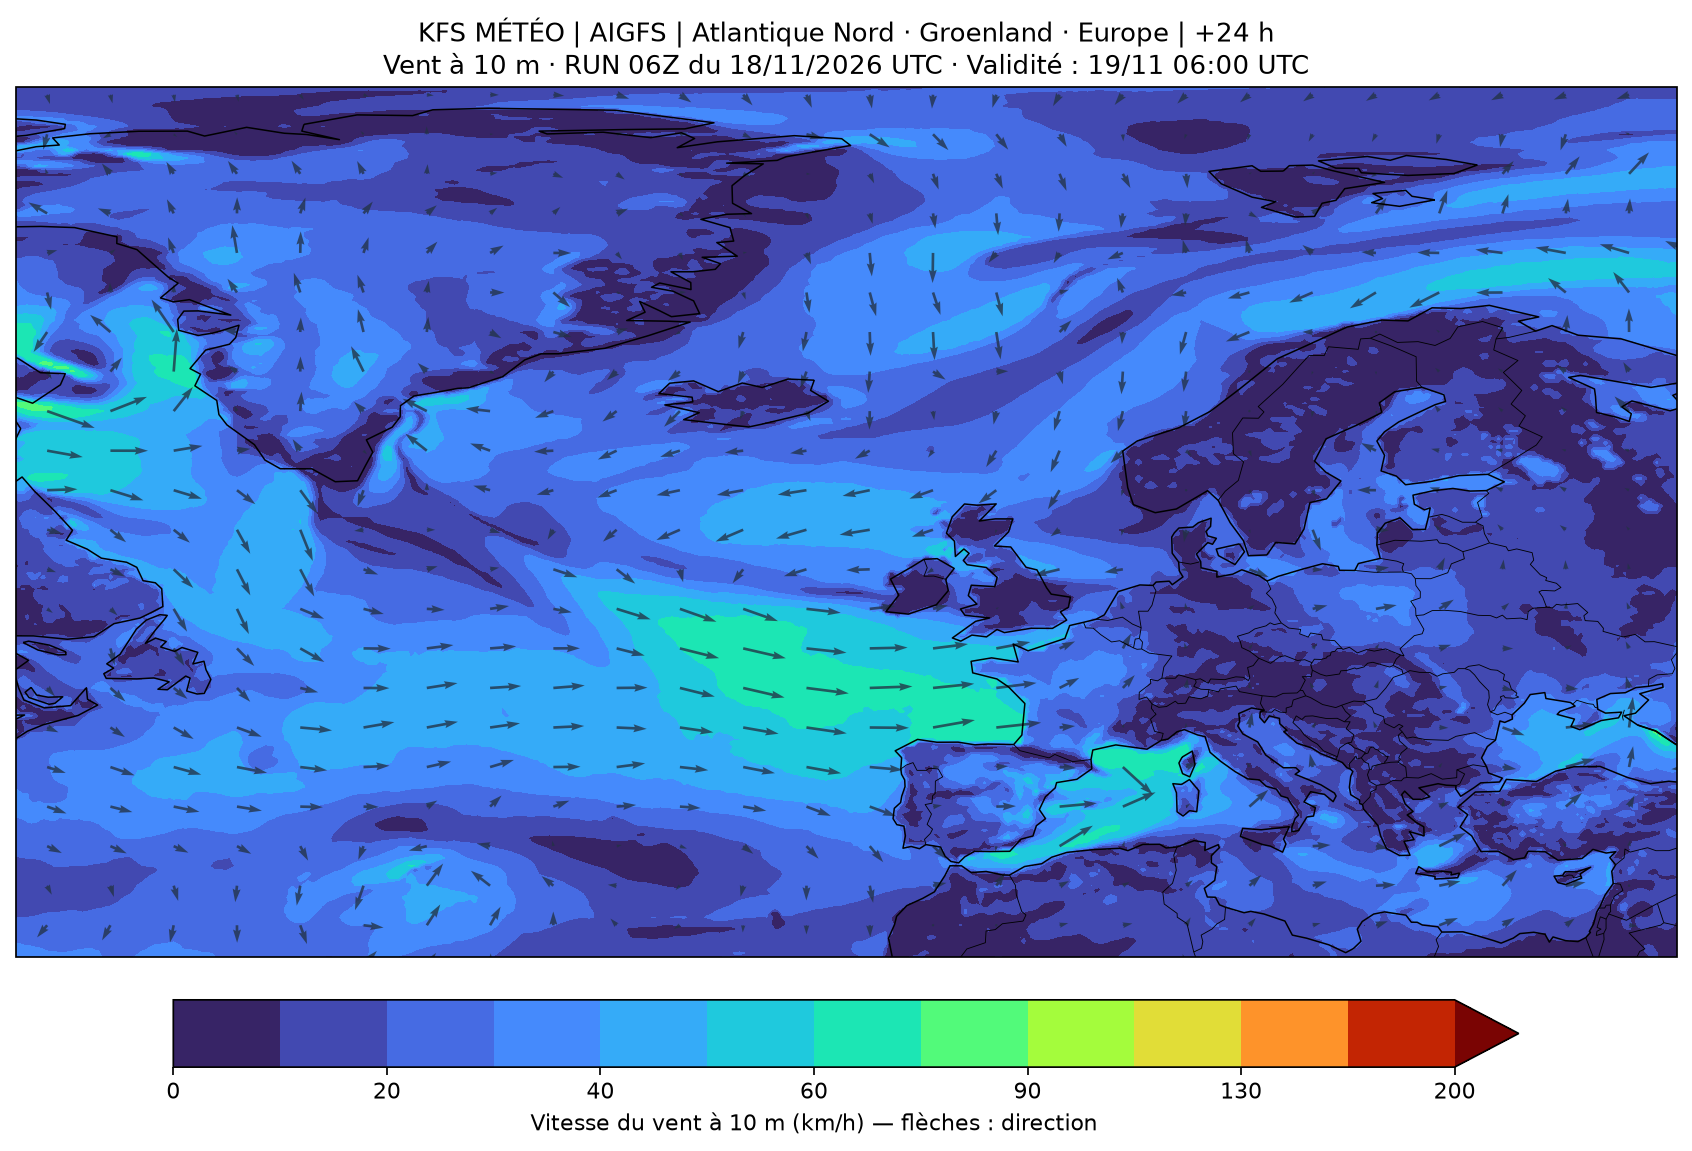 KFS MÉTÉO | AIGFS | Atlantique Nord · Groenland · Europe | +24 h
Vent à 10 m · RUN 06Z du 18/11/2026 UTC · Validité : 19/11 06:00 UTC
0 20 40 60 90 130 200
Vitesse du vent à 10 m (km/h) — flèches : direction